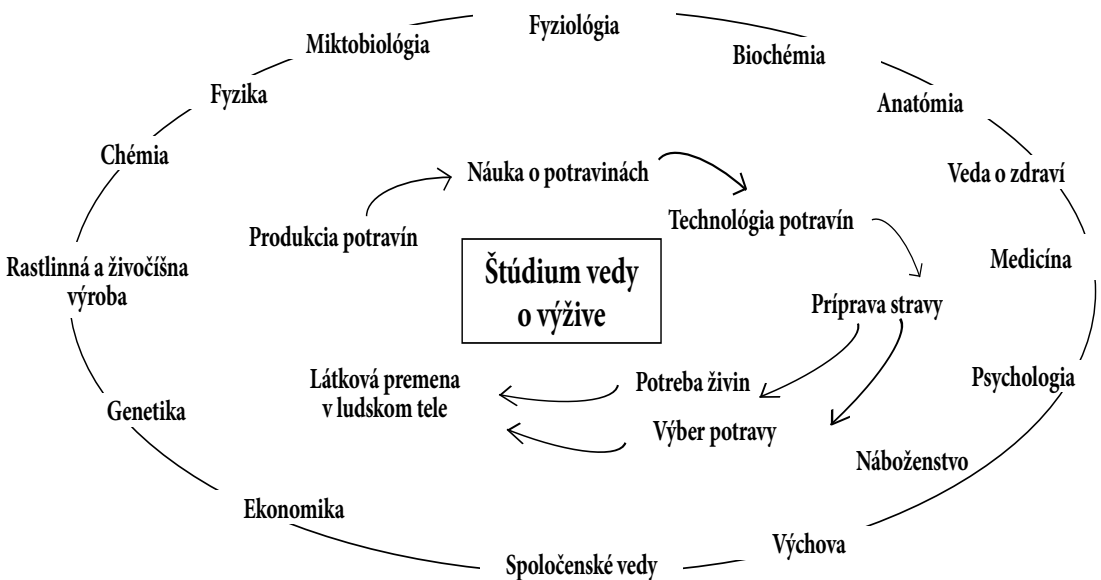 Fyziológia
Miktobiológia
Biochémia
Fyzika
Anatómia
Chémia
Náuka o potravinách
Veda o zdraví
Technológia potravín
Produkcia potravín
Rastlinná a živočíšna
výroba
Štúdium vedy
o výžive
Medicína
Príprava stravy
Látková premena
v ludskom tele
Potreba živin
Psychologia
Genetika
Výber potravy
Náboženstvo
Ekonomika
Výchova
Spoločenské vedy